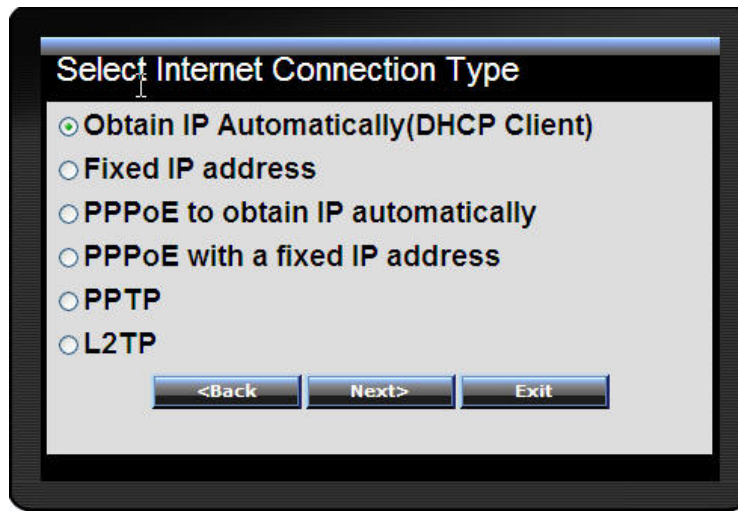 Select Internet Connection Type
Obtain IP Automatically(DHCP Client)
Fixed IP address
PPPoE to obtain IP automatically
PPPoE with a fixed IP address
PPTP
L2TP
<Back Next> Exit